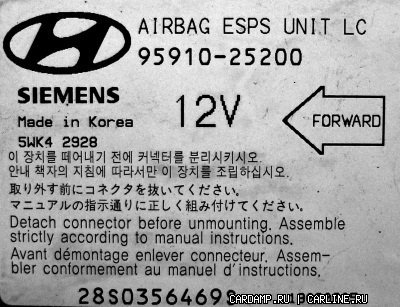 AIRBAG ESPS UNIT LC
95910-25200
SIEMENS
12V
Made in Korea
FORWARD
5WK4 2928
이 장치를 떼어내기 전에 커넥터를 분리시키시오.
안내 책자의 지침에 따라서만 이 장치를 조립하십시오.
取り外す前にコネクタを抜いてください。
マニュアルの指示通りに正しく組み付けてください。
Detach connector before unmounting. Assemble
strictly according to manual instructions.
Avant démontage enlever connecteur. Assem-
bler conformement au manuel d'instructions.
28S03564698
CARDAMP.RU | CARLINE.RU